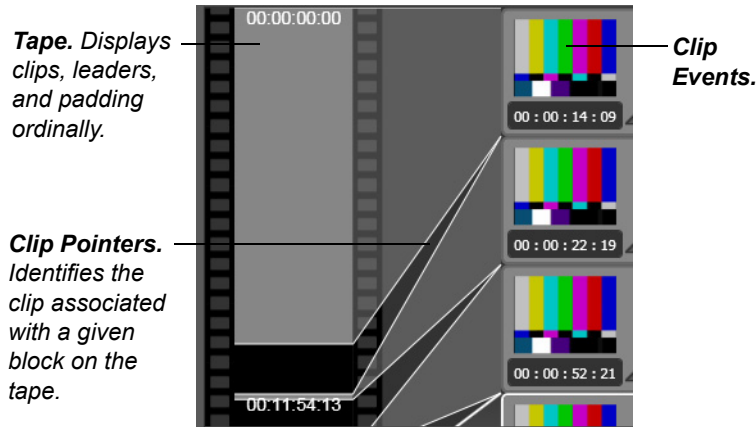 Tape. Displays
clips, leaders,
and padding
ordinally.
Clip Pointers.
Identifies the
clip associated
with a given
block on the
tape.
00:00:00:00
00:11:54:13
00 : 00 : 14 : 09
00 : 00 : 22 : 19
00 : 00 : 52 : 21
Clip
Events.